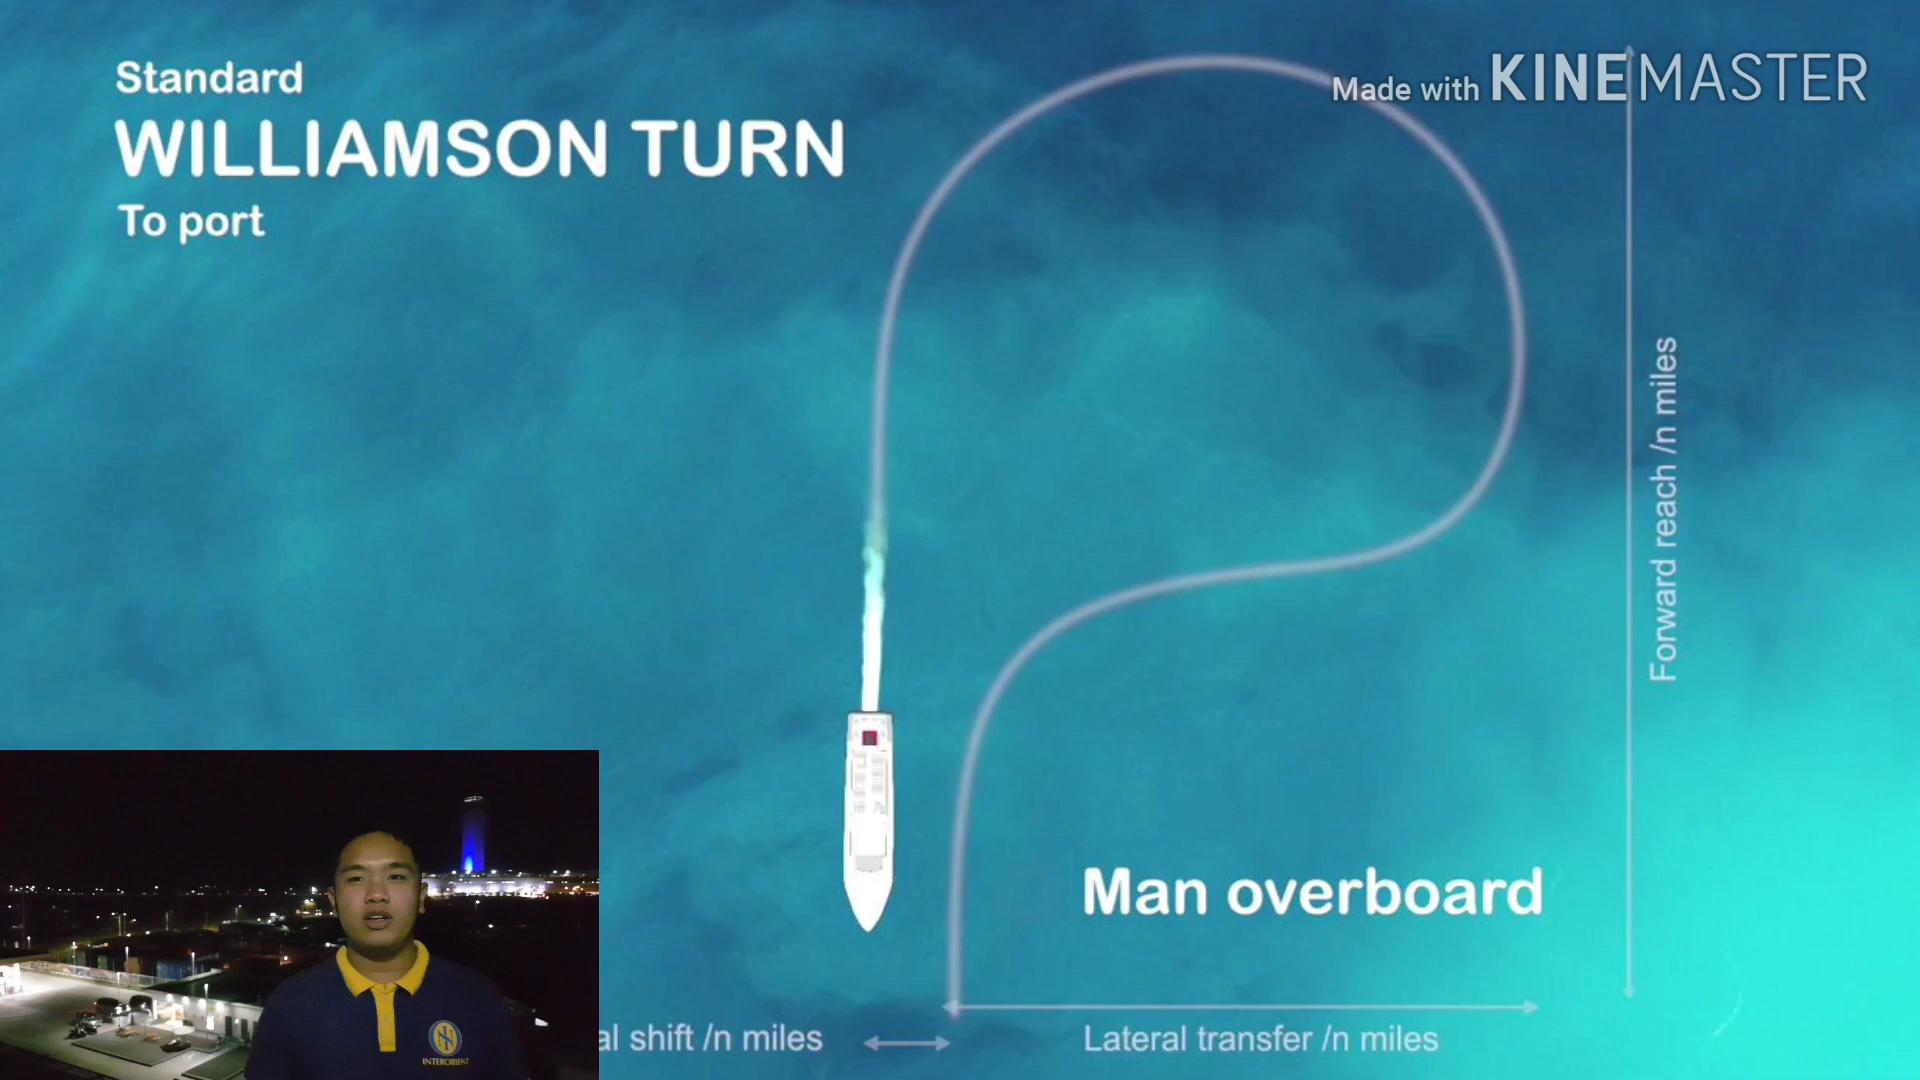 Standard
WILLIAMSON TURN
To port
Made with KINEMASTER
Forward reach /n miles
Man overboard
al shift /n miles
Lateral transfer /n miles
INTERORIENT